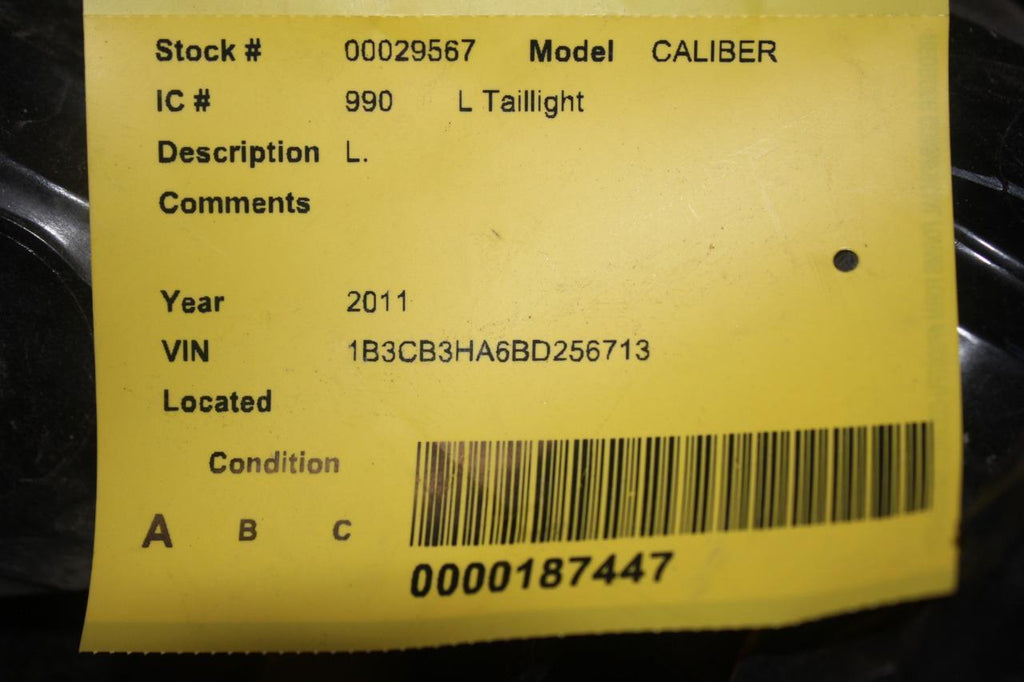 Stock # 00029567 Model CALIBER
IC # 990 L Taillight
Description L.
Comments
Year 2011
VIN 1B3CB3HA6BD256713
Located
Condition
A B C
0000187447